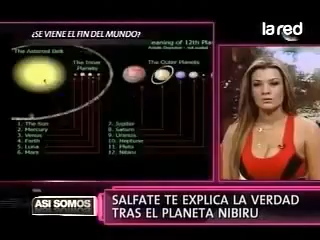 ¿SE VIENE EL FIN DEL MUNDO?
la red
The Asteroid Belt
The Inner Planets
The Outer Planets
1. The Sun
2. Mercury
3. Venus
4. Earth
5. Luna
6. Mars
7. Jupiter
8. Saturn
9. Uranus
10. Neptune
11. Pluto
12. Nibiru
ASI SOMOS
SALFATE TE EXPLICA LA VERDAD
TRAS EL PLANETA NIBIRU